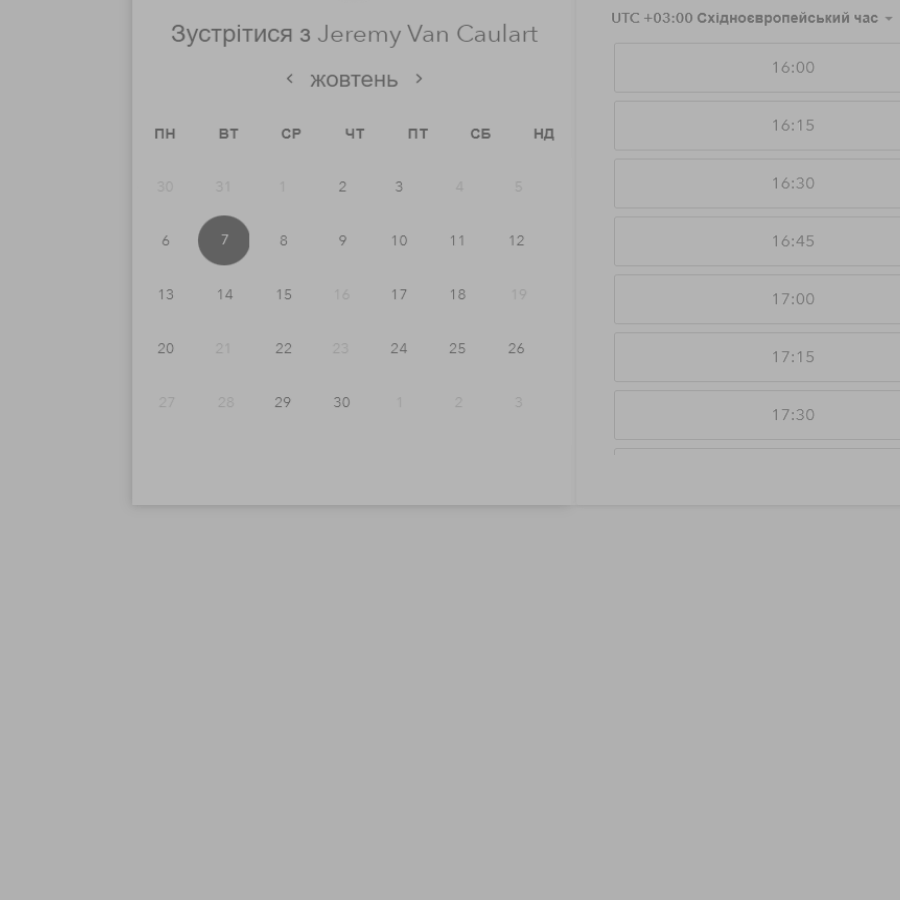 Зустрітися з Jeremy Van Caulart
жовтень
ПН ВТ СР ЧТ ПТ СБ НД
30 31 1 2 3 4 5
6 7 8 9 10 11 12
13 14 15 16 17 18 19
20 21 22 23 24 25 26
27 28 29 30 1 2 3
UTC +03:00 Східноєвропейський час
16:00
16:15
16:30
16:45
17:00
17:15
17:30